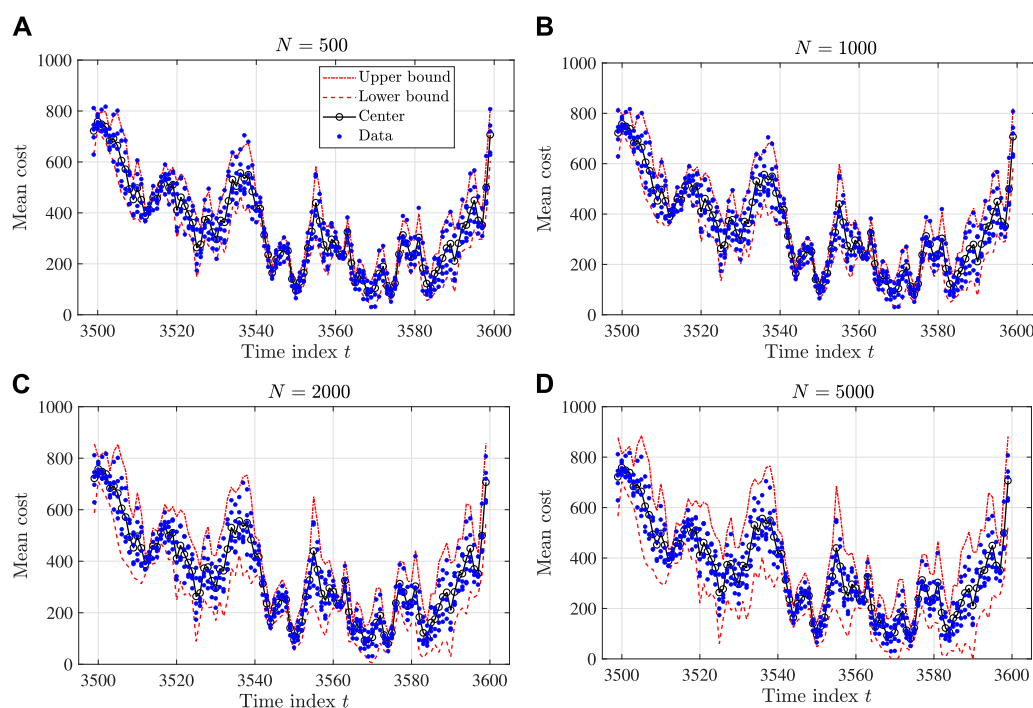 A
N = 500
Mean cost
1000
800
600
400
200
0
3500 3520 3540 3560 3580 3600
Time index t
Upper bound
Lower bound
Center
Data
B
N = 1000
Mean cost
1000
800
600
400
200
0
3500 3520 3540 3560 3580 3600
Time index t
C
N = 2000
Mean cost
1000
800
600
400
200
0
3500 3520 3540 3560 3580 3600
Time index t
D
N = 5000
Mean cost
1000
800
600
400
200
0
3500 3520 3540 3560 3580 3600
Time index t